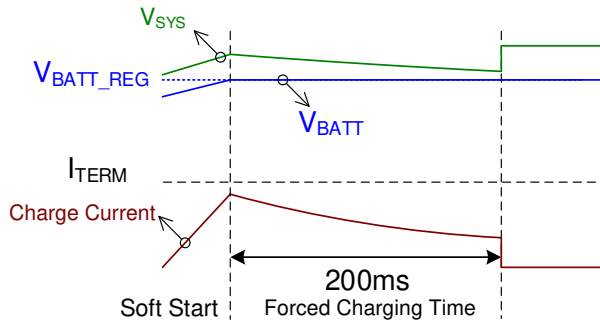 VSYS
VBATT_REG
VBATT
ITERM
Charge Current
200ms
Soft Start
Forced Charging Time